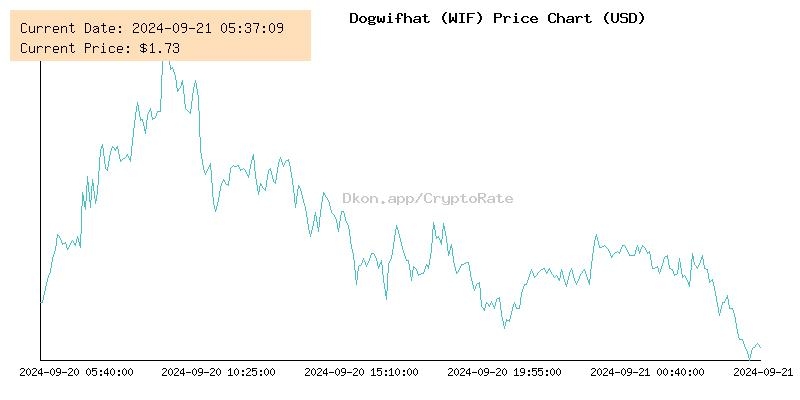 Dogwifhat (WIF) Price Chart (USD)
Current Date: 2024-09-21 05:37:09
Current Price: $1.73
Dkon.app/CryptoRate
2024-09-20 05:40:00 2024-09-20 10:25:00 2024-09-20 15:10:00 2024-09-20 19:55:00 2024-09-21 00:40:00 2024-09-21